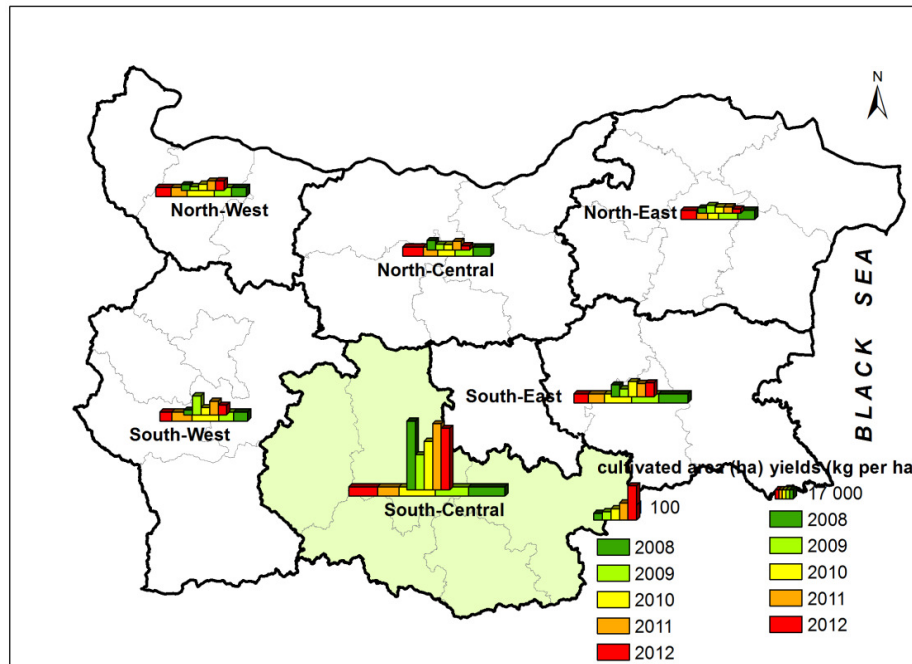 N
North-West
North-East
North-Central
BLACK SEA
South-East
South-West
cultivated area (ha) yields (kg per ha
South-Central
100
17 000
2008
2008
2009
2009
2010
2010
2011
2011
2012
2012